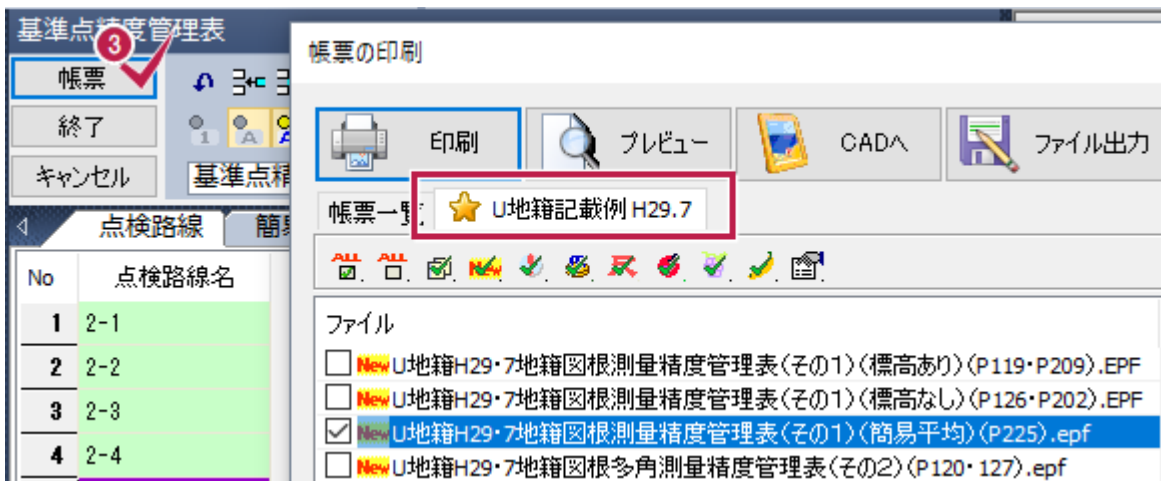 基準点精度管理表
3
帳票
終了
キャンセル
基準点精
点検路線
No 点検路線名
1 2-1
2 2-2
3 2-3
4 2-4
帳票の印刷
印刷 プレビュー CADへ ファイル出力
帳票一覧 U地籍記載例 H29.7
ファイル
New U地籍H29・7地籍図根測量精度管理表(その1)(標高あり)(P119・P209).EPF
New U地籍H29・7地籍図根測量精度管理表(その1)(標高なし)(P126・P202).EPF
New U地籍H29・7地籍図根測量精度管理表(その1)(簡易平均)(P225).epf
New U地籍H29・7地籍図根多角測量精度管理表(その2)(P120・127).epf